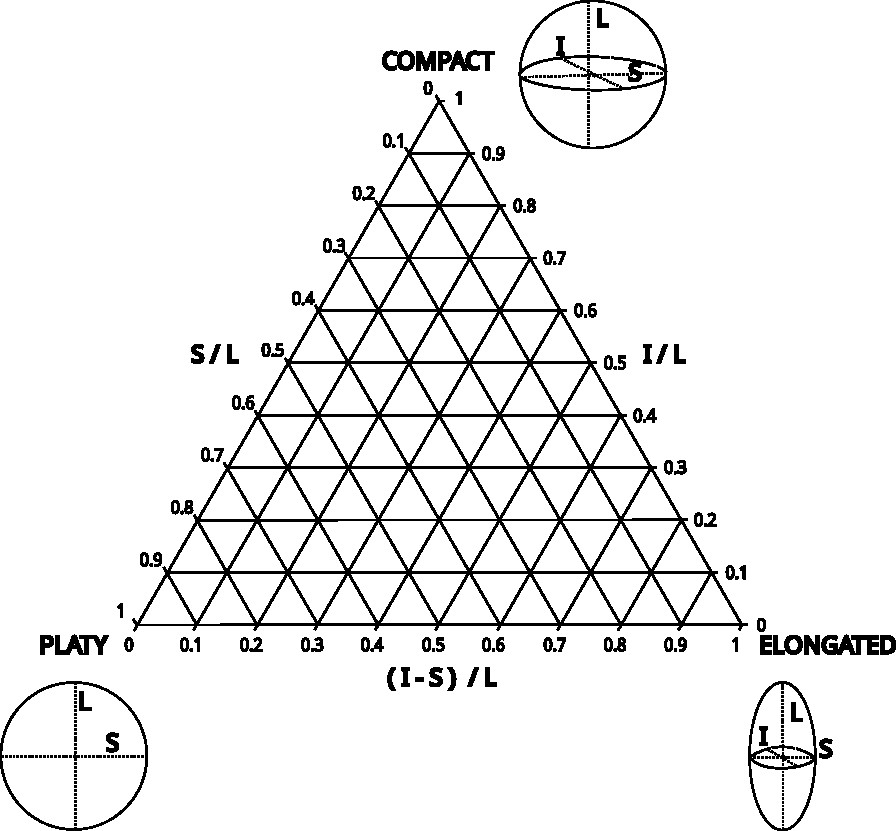 L
I
S
COMPACT
0 1
0.1 0.9
0.2 0.8
0.3 0.7
0.4 0.6
S/L 0.5 0.5 I/L
0.6 0.4
0.7 0.3
0.8 0.2
0.9 0.1
1 0
PLATY 0 0.1 0.2 0.3 0.4 0.5 0.6 0.7 0.8 0.9 1 ELONGATED
(I-S)/L
L
S
L
I S